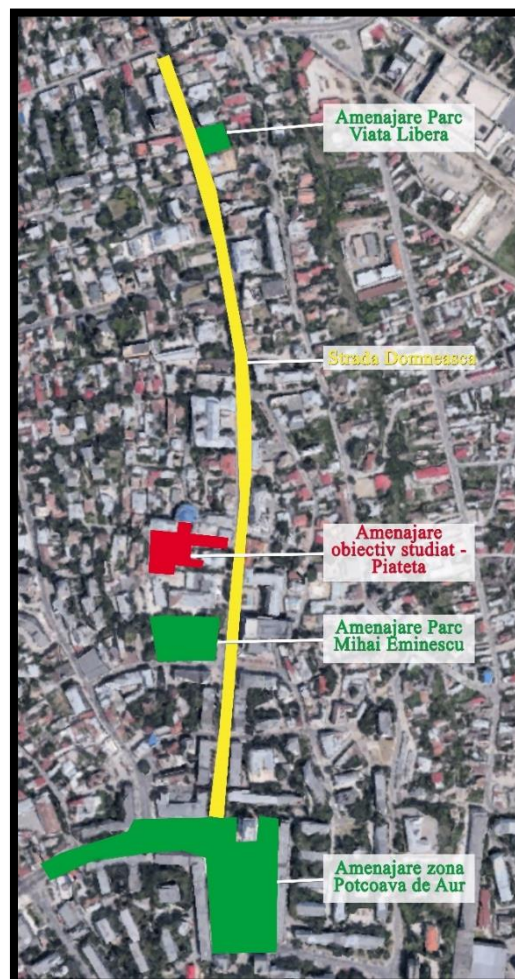 Amenajare Parc
Viata Libera
Strada Domneasca
Amenajare
obiectiv studiat -
Piateta
Amenajare Parc
Mihai Eminescu
Amenajare zona
Potcoava de Aur